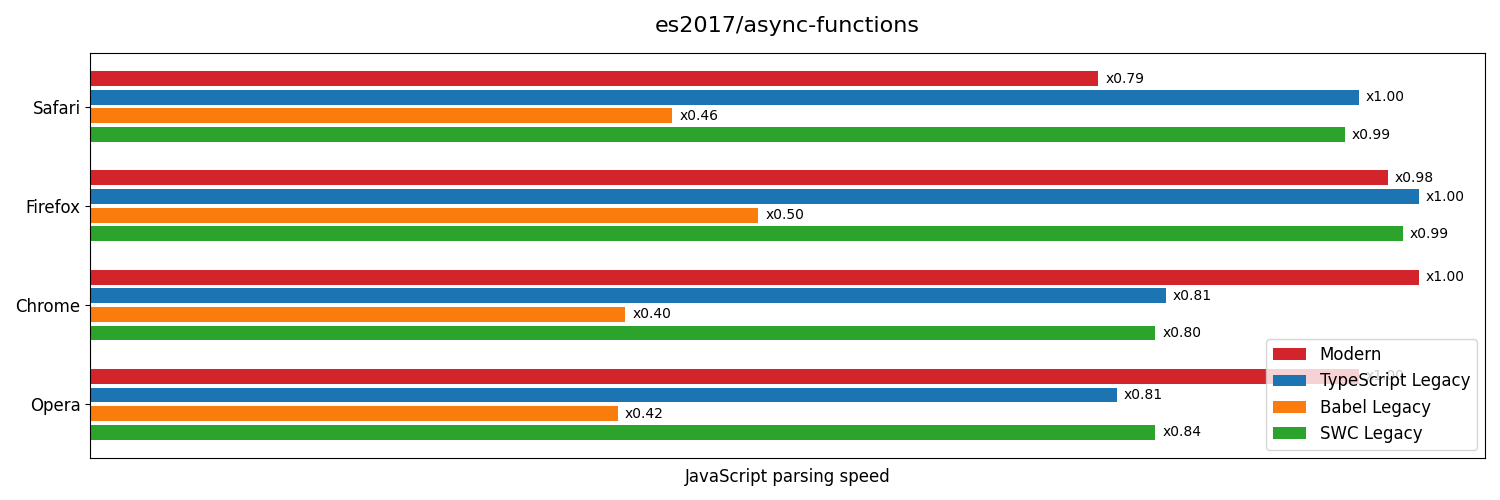 es2017/async-functions
Safari
x0.79
x1.00
x0.46
x0.99
Firefox
x0.98
x1.00
x0.50
x0.99
Chrome
x1.00
x0.81
x0.40
x0.80
Opera
x1.00
x0.81
x0.42
x0.84
Modern
TypeScript Legacy
Babel Legacy
SWC Legacy
JavaScript parsing speed